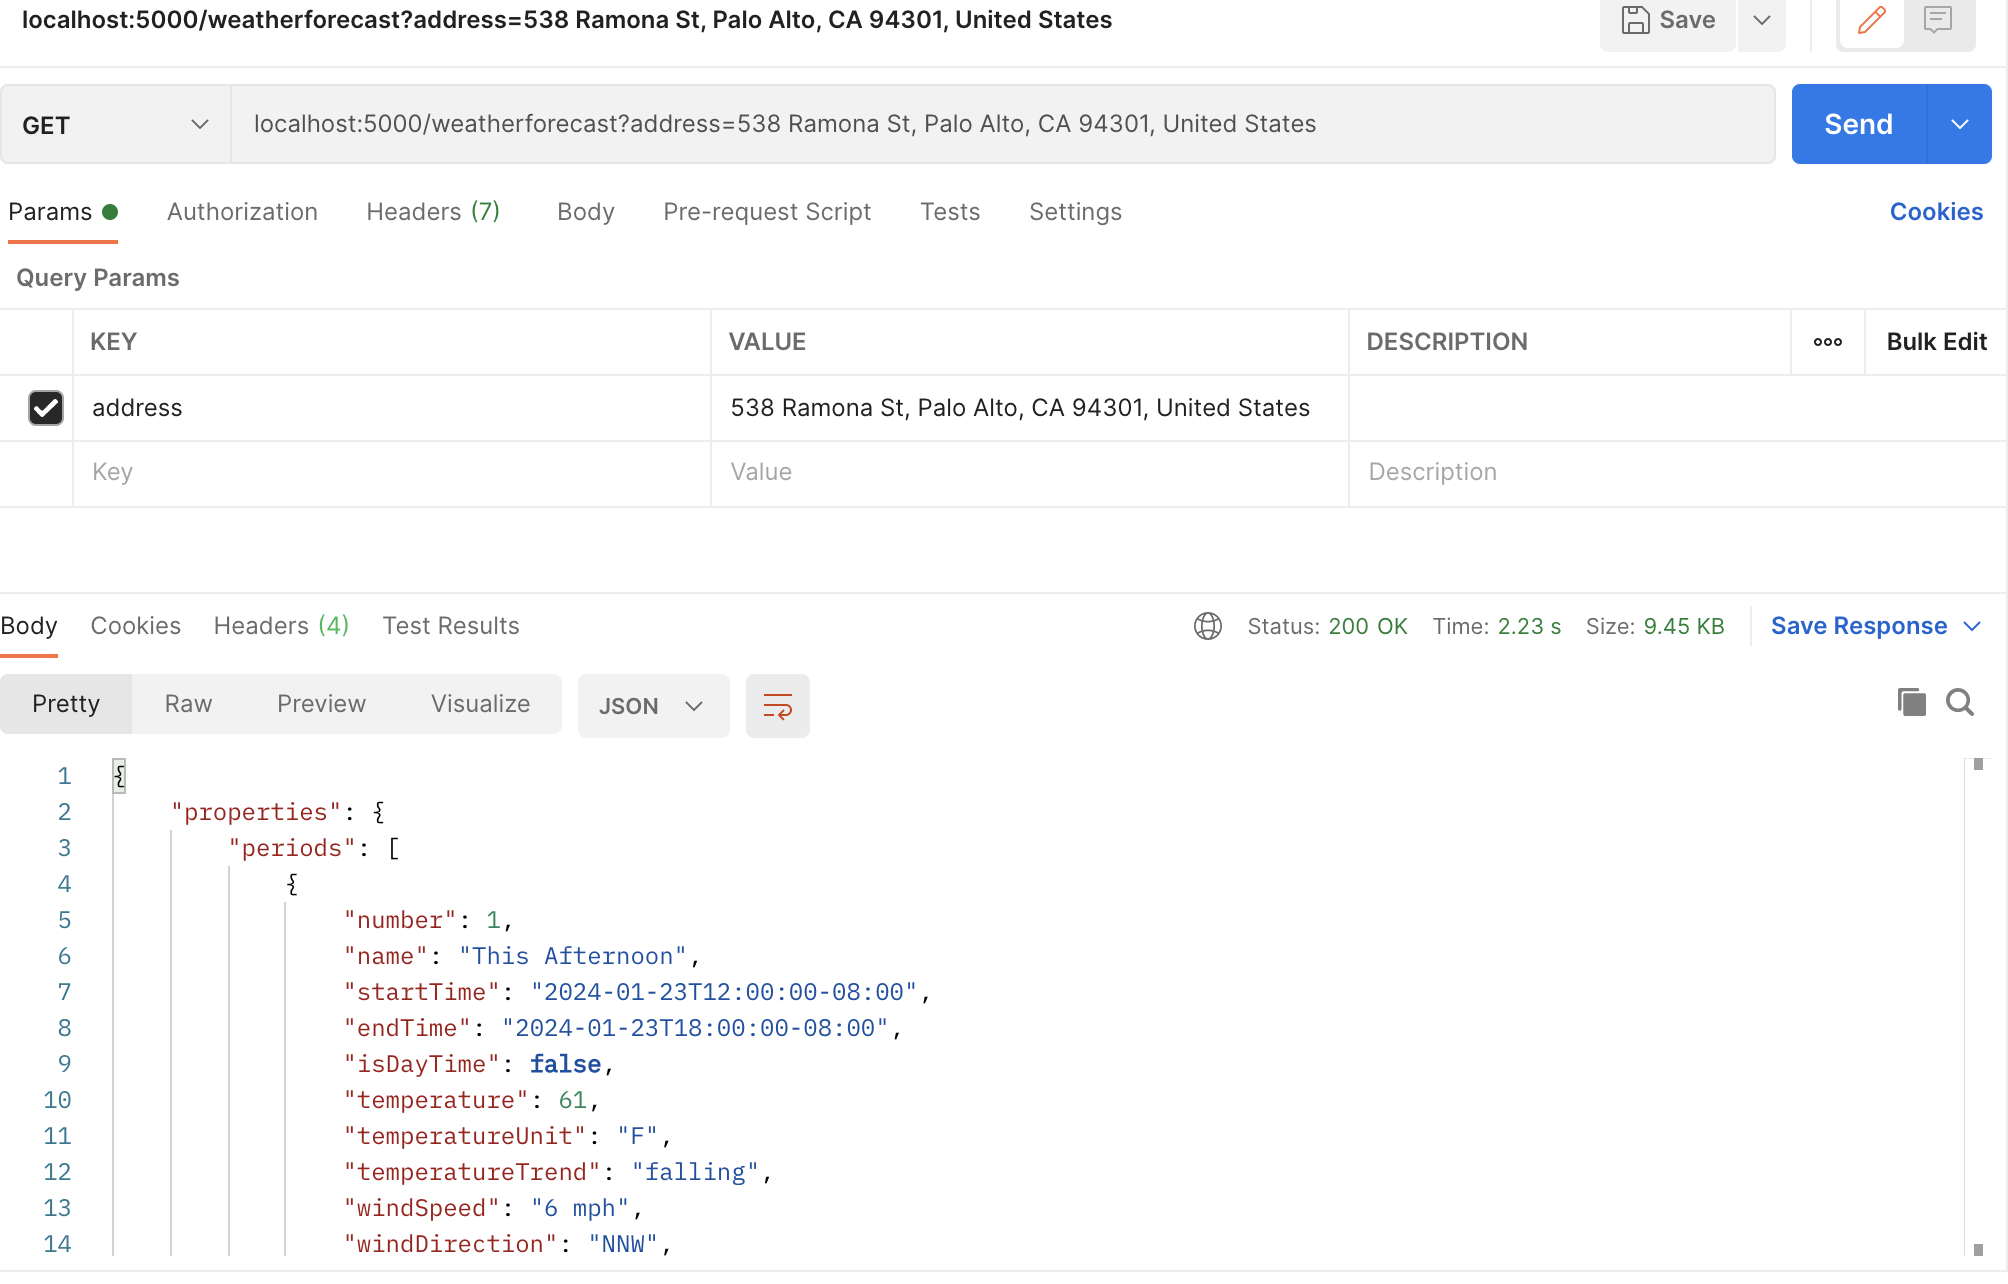 localhost:5000/weatherforecast?address=538 Ramona St, Palo Alto, CA 94301, United States
Save
GET
localhost:5000/weatherforecast?address=538 Ramona St, Palo Alto, CA 94301, United States
Send
Params Authorization Headers (7) Body Pre-request Script Tests Settings Cookies
Query Params
KEY VALUE DESCRIPTION ooo Bulk Edit
address 538 Ramona St, Palo Alto, CA 94301, United States
Key Value Description
Body Cookies Headers (4) Test Results Status: 200 OK Time: 2.23 s Size: 9.45 KB Save Response
Pretty Raw Preview Visualize JSON
1 {
2 "properties": {
3 "periods": [
4 {
5 "number": 1,
6 "name": "This Afternoon",
7 "startTime": "2024-01-23T12:00:00-08:00",
8 "endTime": "2024-01-23T18:00:00-08:00",
9 "isDayTime": false,
10 "temperature": 61,
11 "temperatureUnit": "F",
12 "temperatureTrend": "falling",
13 "windSpeed": "6 mph",
14 "windDirection": "NNW",